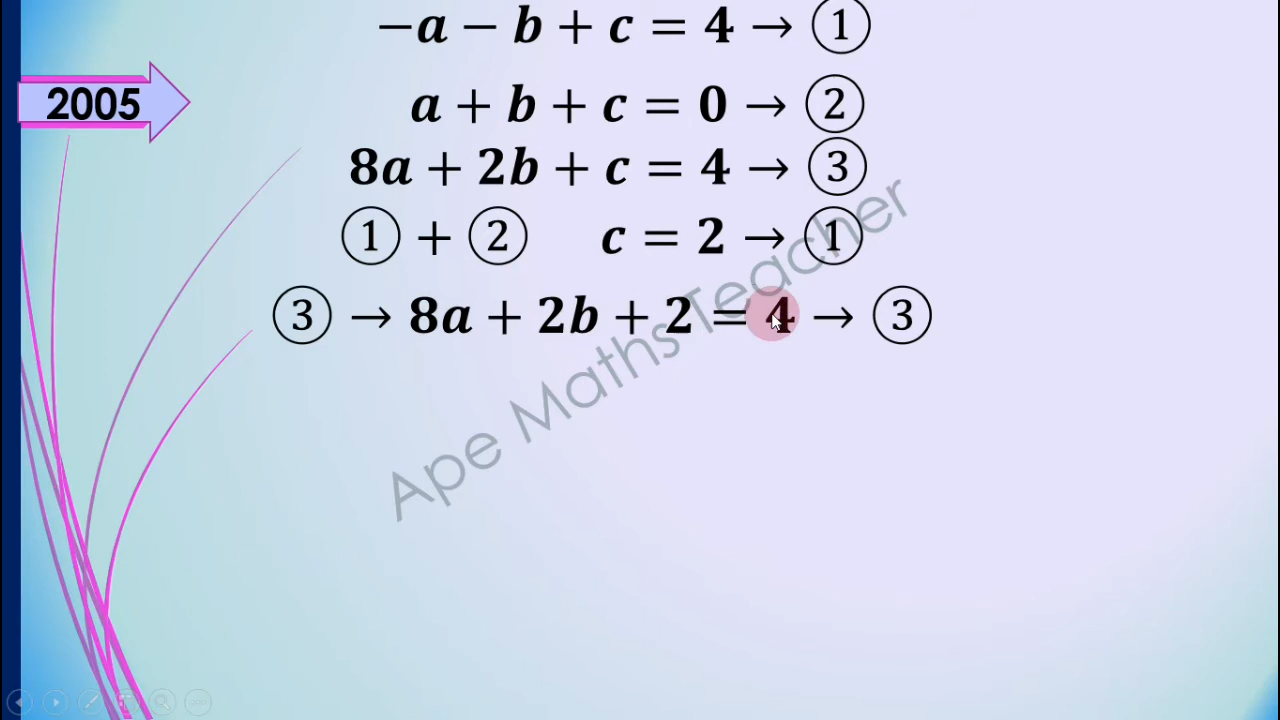 −a − b + c = 4 → ①
2005
a + b + c = 0 → ②
8a + 2b + c = 4 → ③
① + ② c = 2 → ①
③ → 8a + 2b + 2 = 4 → ③
Ape Maths Teacher